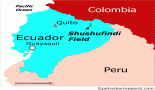 Pacific
Ocean
Colombia
Quito
Shushufindi
Field
Ecuador
Guayaquil
Peru
©petroleumreports.com